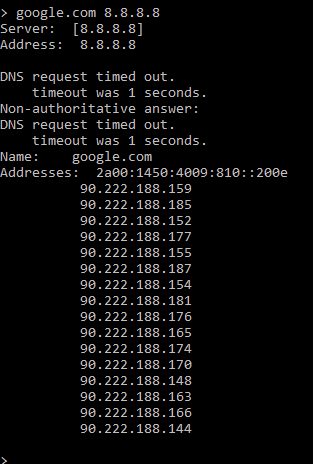 > google.com 8.8.8.8
Server:  [8.8.8.8]
Address:  8.8.8.8
DNS request timed out.
    timeout was 1 seconds.
Non-authoritative answer:
DNS request timed out.
    timeout was 1 seconds.
Name:    google.com
Addresses:  2a00:1450:4009:810::200e
          90.222.188.159
          90.222.188.185
          90.222.188.152
          90.222.188.177
          90.222.188.155
          90.222.188.187
          90.222.188.154
          90.222.188.181
          90.222.188.176
          90.222.188.165
          90.222.188.174
          90.222.188.170
          90.222.188.148
          90.222.188.163
          90.222.188.166
          90.222.188.144
>